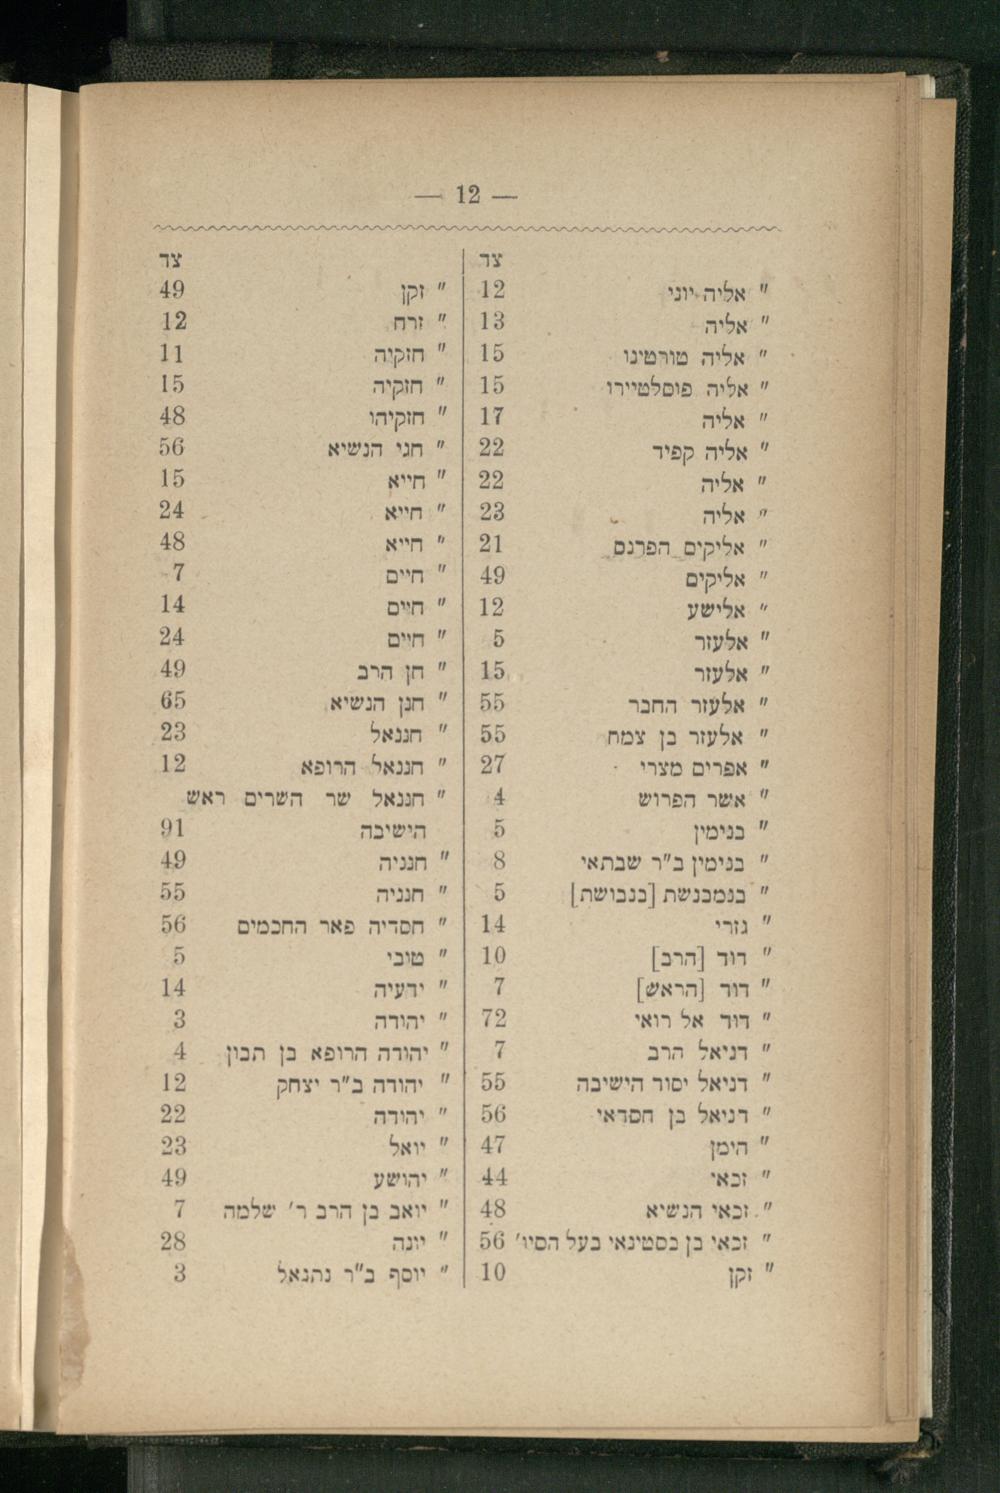 — 12 —
צד
" אליה יוני 12
" אליה 13
" אליה טורטינו 15
" אליה פוסלטיירו 15
" אליה 17
" אליה קפיד 22
" אליה 22
" אליה 23
" אליקים הפרנס 21
" אליקים 49
" אלישע 12
" אלעזר 5
" אלעזר 15
" אלעזר החבר 55
" אלעזר בן צמח 55
" אפרים מצרי 27
" אשר הפרוש 4
" בנימין 5
" בנימין ב"ר שבתאי 8
" בנמבנשת [בנבושת] 5
" גזרי 14
" דוד [הרב] 10
" דוד [הראש] 7
" דוד אל רואי 72
" דניאל הרב 7
" דניאל יסוד הישיבה 55
" דניאל בן חסדאי 56
" הימן 47
" זכאי 44
" זכאי הנשיא 48
" זכאי בן בסטינאי בעל הסיו' 56
" זקן 10
צד
" זקן 49
" זרח 12
" חזקיה 11
" חזקיה 15
" חזקיהו 48
" חגי הנשיא 56
" חייא 15
" חייא 24
" חייא 48
" חיים 7
" חיים 14
" חיים 24
" חן הרב 49
" חנן הנשיא 65
" חננאל 23
" חננאל הרופא 12
" חננאל שר השרים ראש
הישיבה 91
" חנניה 49
" חנניה 55
" חסדיה פאר החכמים 56
" טובי 5
" ידעיה 14
" יהודה 3
" יהודה הרופא בן תבון 4
" יהודה ב"ר יצחק 12
" יהודה 22
" יואל 23
" יהושע 49
" יואב בן הרב ר' שלמה 7
" יונה 28
" יוסף ב"ר נתנאל 3